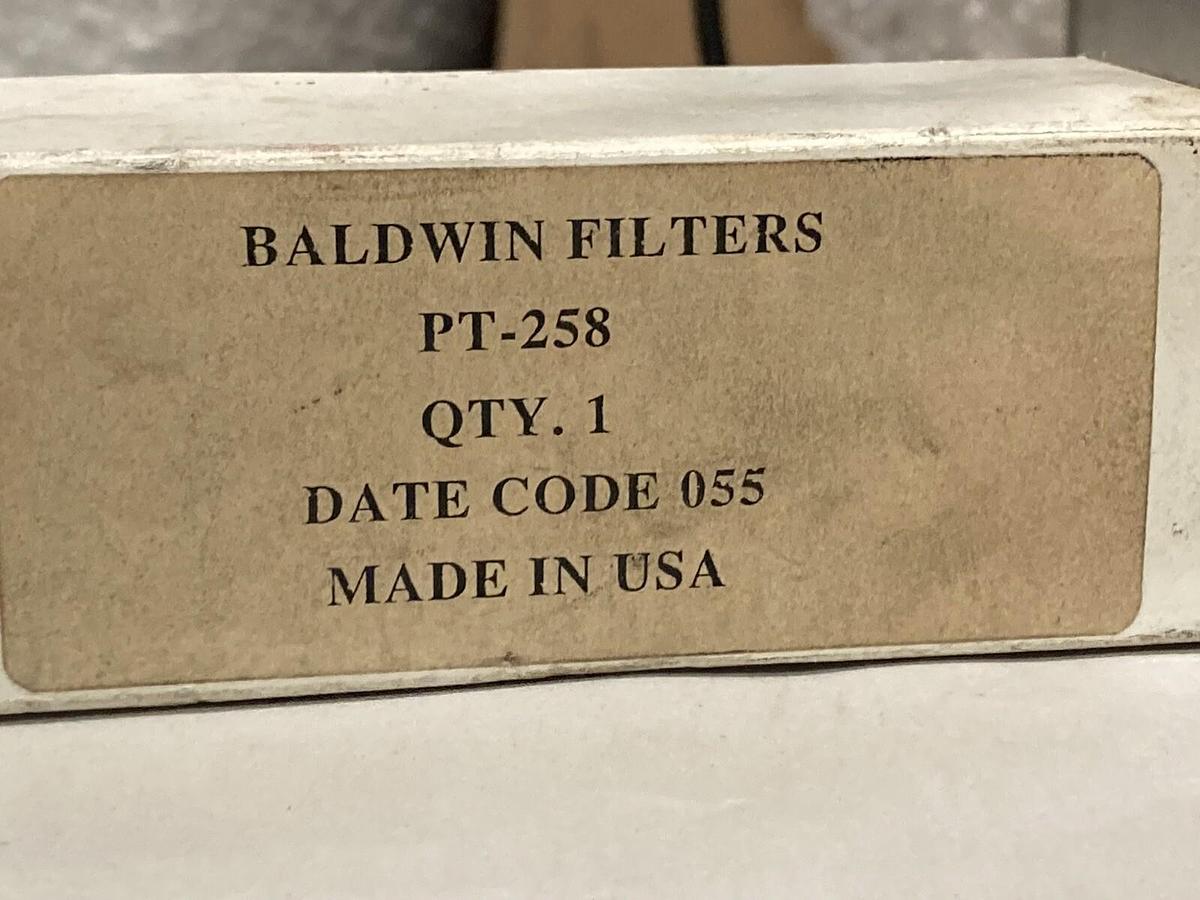 BALDWIN FILTERS
PT-258
QTY. 1
DATE CODE 055
MADE IN USA